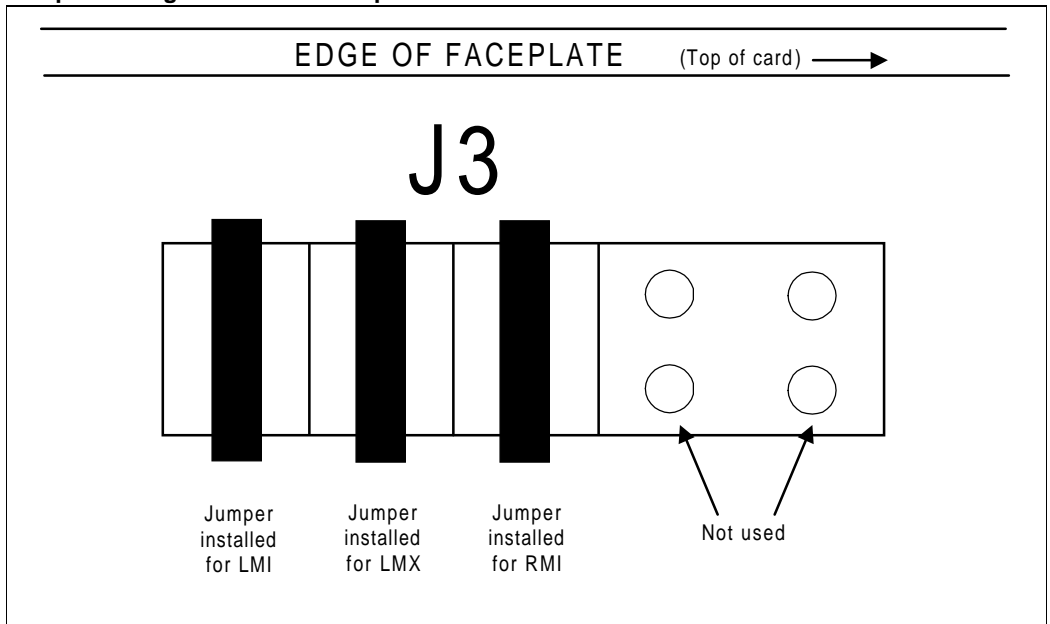 EDGE OF FACEPLATE (Top of card)
J3
Jumper
installed
for LMI
Jumper
installed
for LMX
Jumper
installed
for RMI
Not used